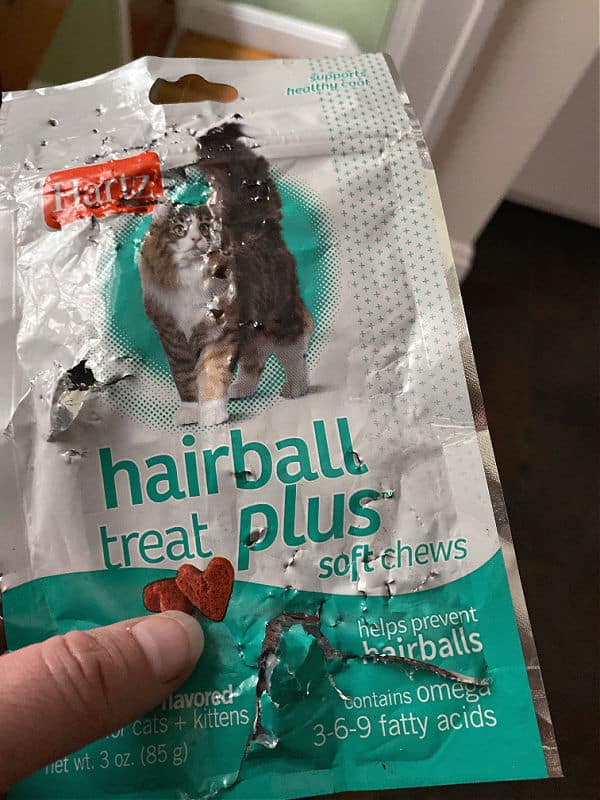 supports
healthy coat
Hartz
hairball
treat plus™
soft chews
helps prevent
hairballs
flavored
cats + kittens
contains omega
3-6-9 fatty acids
net wt. 3 oz. (85 g)